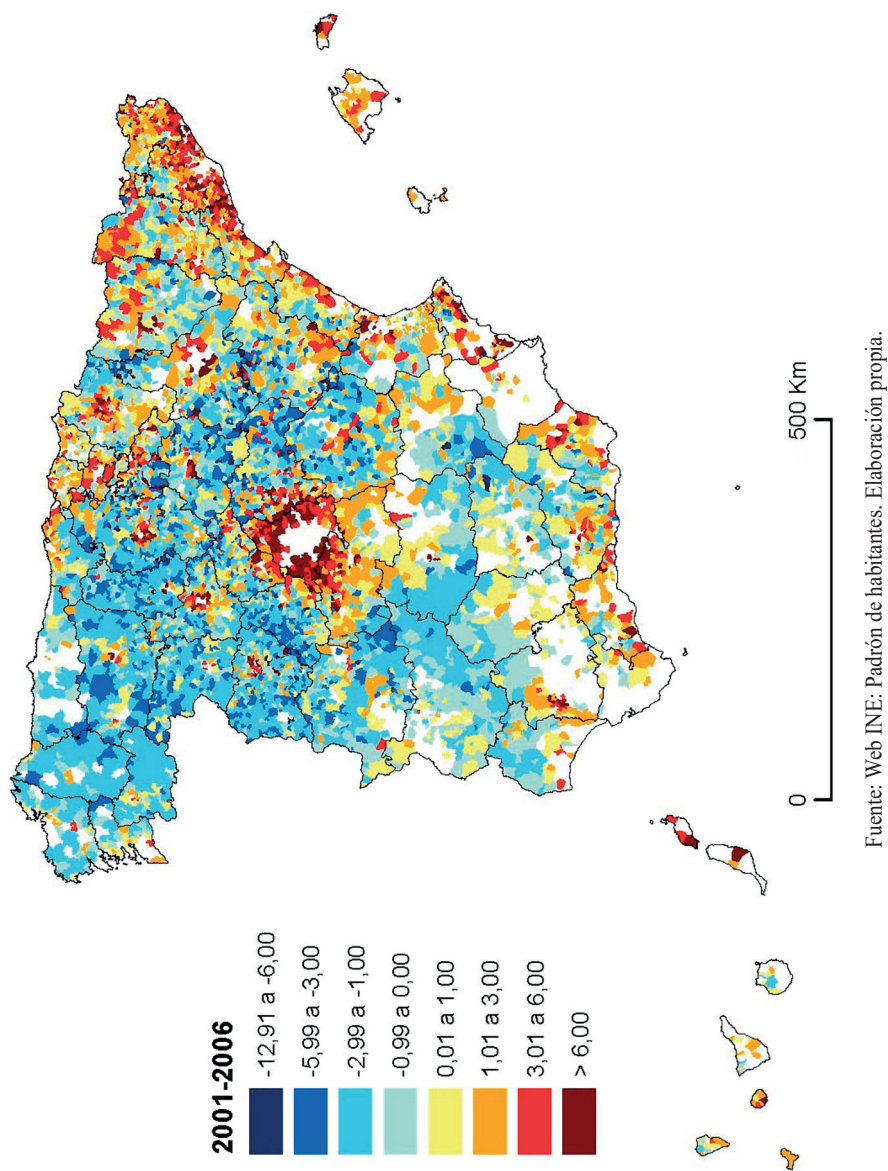 2001-2006
-12,91 a -6,00
-5,99 a -3,00
-2,99 a -1,00
-0,99 a 0,00
0,01 a 1,00
1,01 a 3,00
3,01 a 6,00
> 6,00
0 500 Km
Fuente: Web INE: Padrón de habitantes. Elaboración propia.